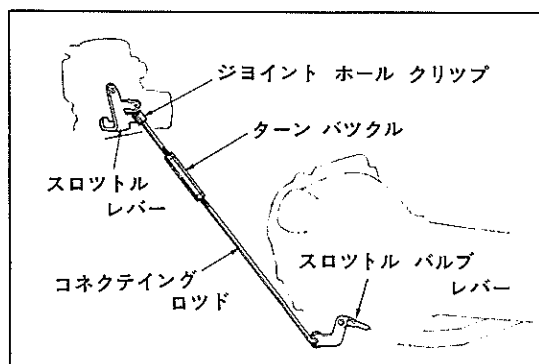 ジヨイント ホール クリツプ
ターン バツクル
スロツトル
レバー
スロツトル バルブ
レバー
コネクテイング
ロツド